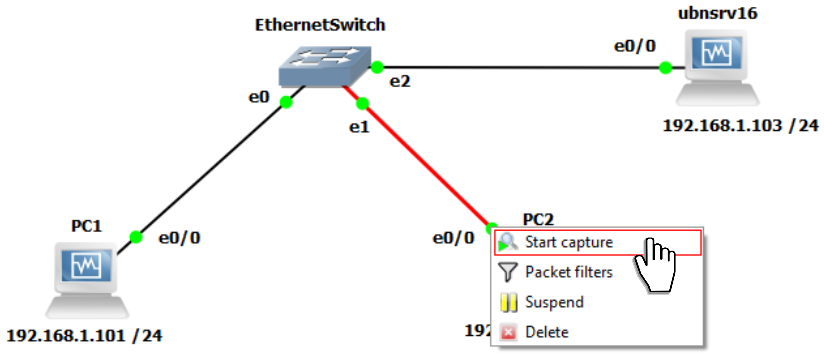 ubnsrv16
EthernetSwitch
e0/0
e2
e0
e1
192.168.1.103 /24
PC1
PC2
e0/0
e0/0
Start capture
Packet filters
Suspend
192
Delete
192.168.1.101 /24